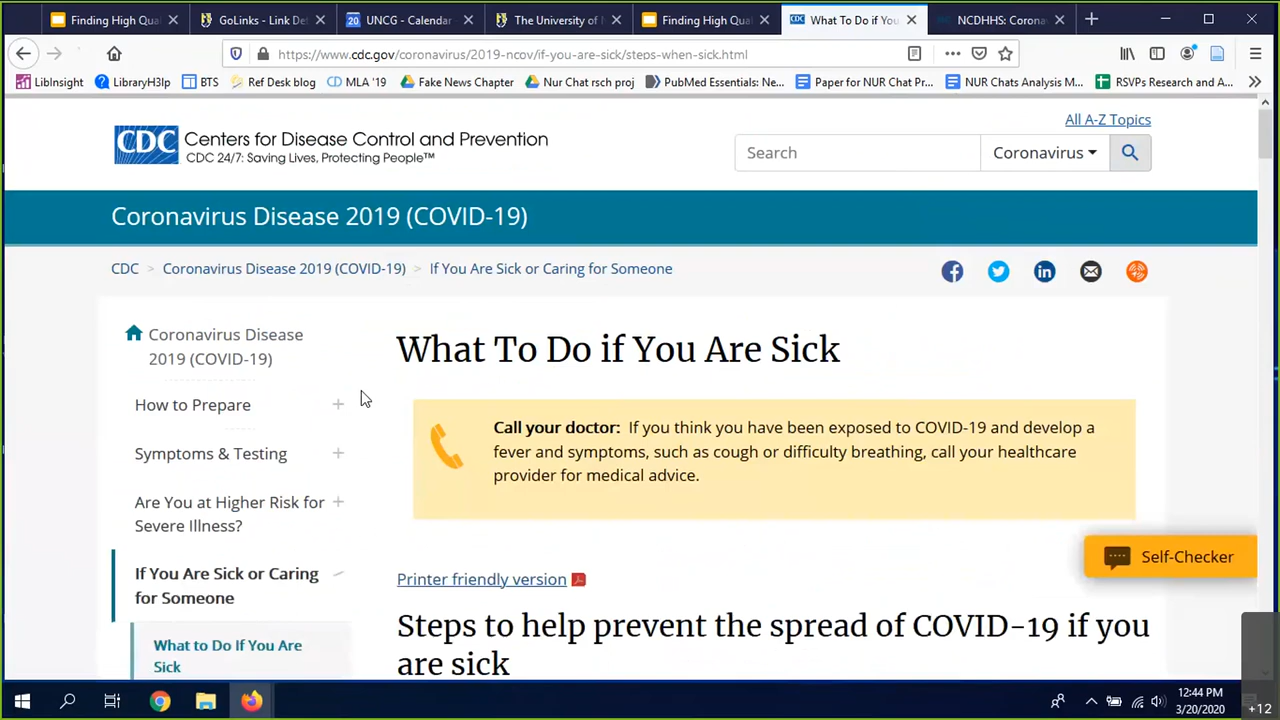 Finding High Qual
GoLinks - Link De
UNCG - Calendar
The University of
Finding High Qual
What To Do if You
NCDHHS: Corona
https://www.cdc.gov/coronavirus/2019-ncov/if-you-are-sick/steps-when-sick.html
LibInsight
LibraryH3lp
BTS
Ref Desk blog
MLA '19
Fake News Chapter
Nur Chat rsch proj
PubMed Essentials: Ne...
Paper for NUR Chat Pr...
NUR Chats Analysis M...
RSVPs Research and A...
All A-Z Topics
CDC
Centers for Disease Control and Prevention
CDC 24/7: Saving Lives, Protecting People™
Search
Coronavirus
Coronavirus Disease 2019 (COVID-19)
CDC > Coronavirus Disease 2019 (COVID-19) > If You Are Sick or Caring for Someone
Coronavirus Disease
2019 (COVID-19)
How to Prepare
Symptoms & Testing
Are You at Higher Risk for
Severe Illness?
If You Are Sick or Caring
for Someone
What to Do If You Are
Sick
What To Do if You Are Sick
Call your doctor: If you think you have been exposed to COVID-19 and develop a
fever and symptoms, such as cough or difficulty breathing, call your healthcare
provider for medical advice.
Self-Checker
Printer friendly version
Steps to help prevent the spread of COVID-19 if you
are sick
12:44 PM
3/20/2020
+12